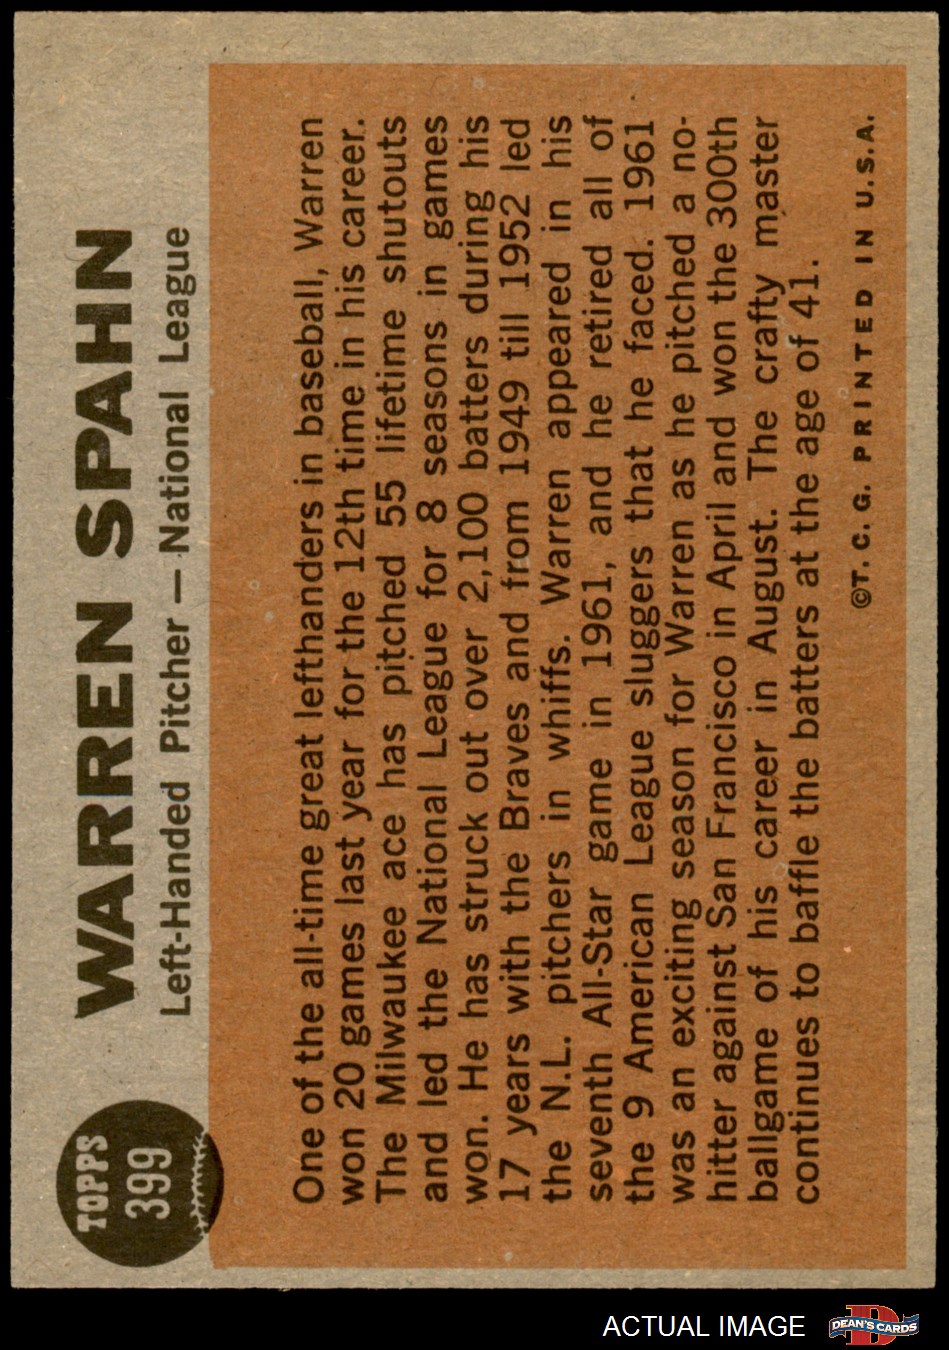 TOPPS
399
WARREN SPAHN
Left-Handed Pitcher — National League
One of the all-time great lefthanders in baseball, Warren
won 20 games last year for the 12th time in his career.
The Milwaukee ace has pitched 55 lifetime shutouts
and led the National League for 8 seasons in games
won. He has struck out over 2,100 batters during his
17 years with the Braves and from 1949 till 1952 led
the N.L. pitchers in whiffs. Warren appeared in his
seventh All-Star game in 1961, and he retired all of
the 9 American League sluggers that he faced. 1961
was an exciting season for Warren as he pitched a no-
hitter against San Francisco in April and won the 300th
ballgame of his career in August. The crafty master
continues to baffle the batters at the age of 41.
©T. C. G. PRINTED IN U.S.A.
ACTUAL IMAGE
D
DEAN'S CARDS